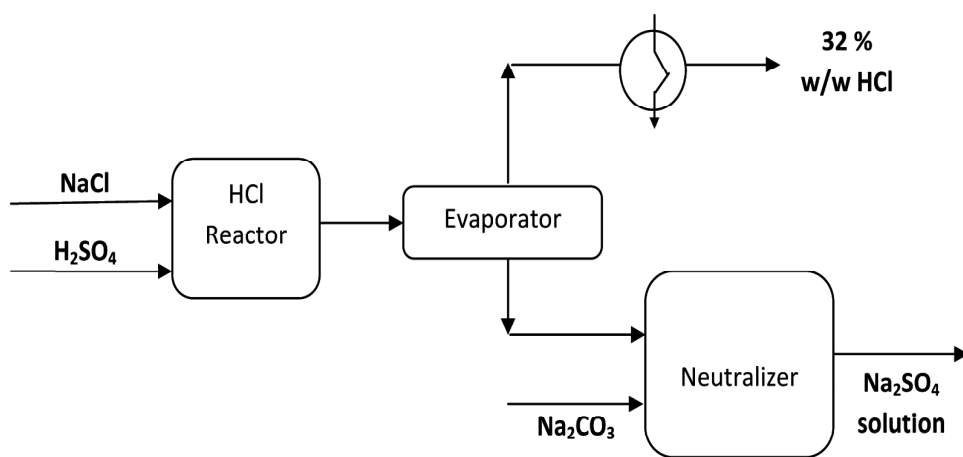 32 %
w/w HCl
NaCl
HCl
Reactor
H₂SO₄
Evaporator
Neutralizer
Na₂CO₃
Na₂SO₄
solution